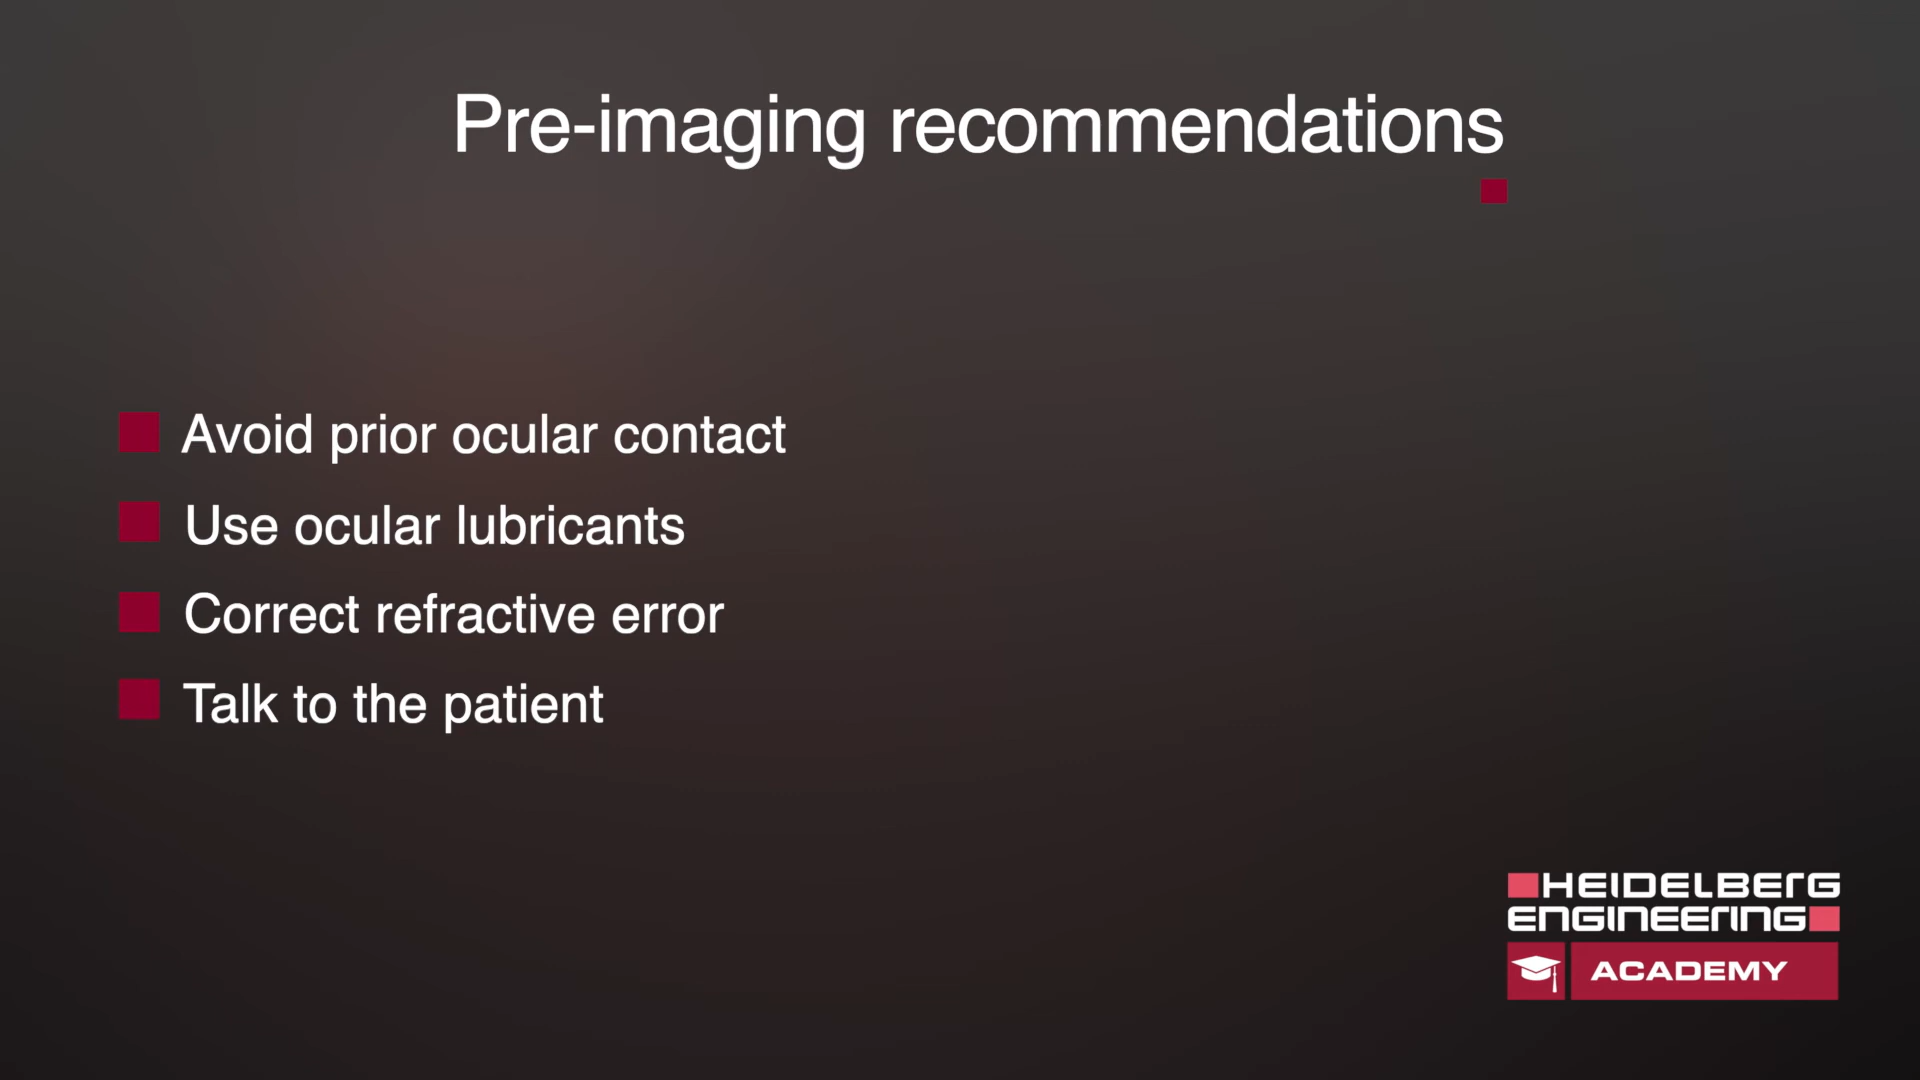 Pre-imaging recommendations
Avoid prior ocular contact
Use ocular lubricants
Correct refractive error
Talk to the patient
HEIDELBERG
ENGINEERING
ACADEMY